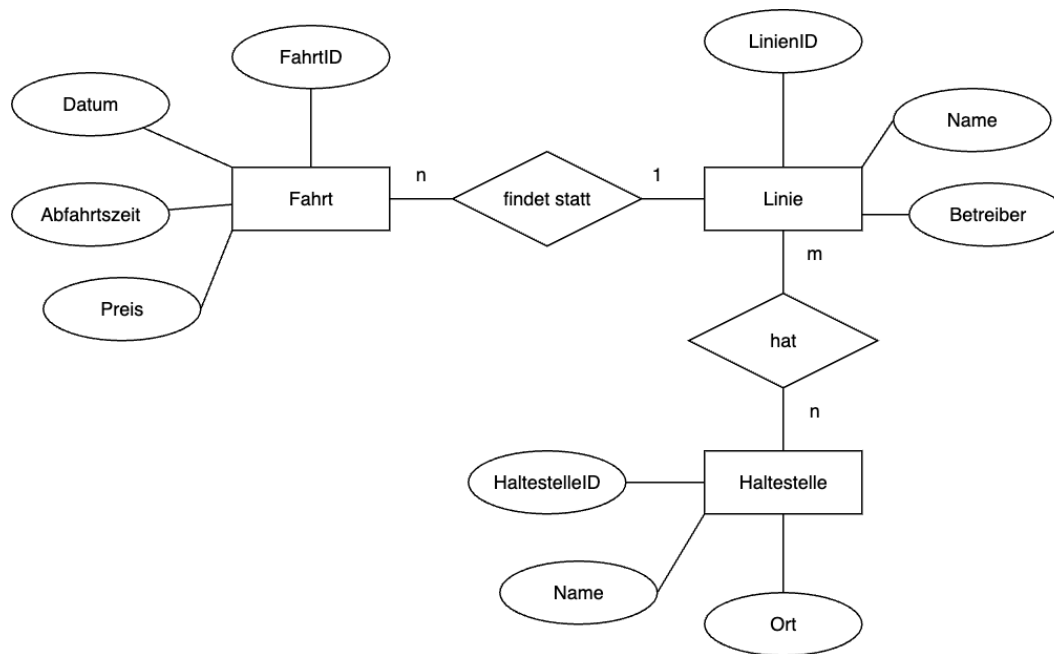 LinienID
FahrtID
Datum
Name
Fahrt
n
findet statt
1
Linie
Abfahrtszeit
Betreiber
m
Preis
hat
n
HaltestelleID
Haltestelle
Name
Ort